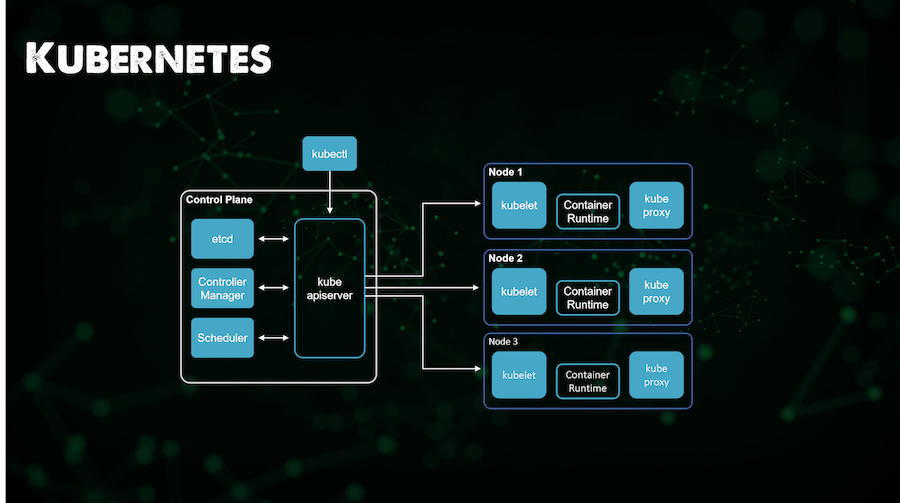 KUBERNETES
kubectl
Control Plane
etcd
Controller
Manager
Scheduler
kube
apiserver
Node 1
kubelet
Container
Runtime
kube
proxy
Node 2
kubelet
Container
Runtime
kube
proxy
Node 3
kubelet
Container
Runtime
kube
proxy